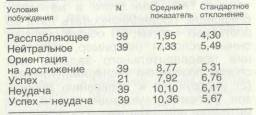 Условия побуждения N Средний показатель Стандартное отклонение
Расслабляющее 39 1,95 4,30
Нейтральное 39 7,33 5,49
Ориентация
на достижение 39 8,77 5,31
Успех 21 7,92 6,76
Неудача 39 10,10 6,17
Успех — неудача 39 10,36 5,67